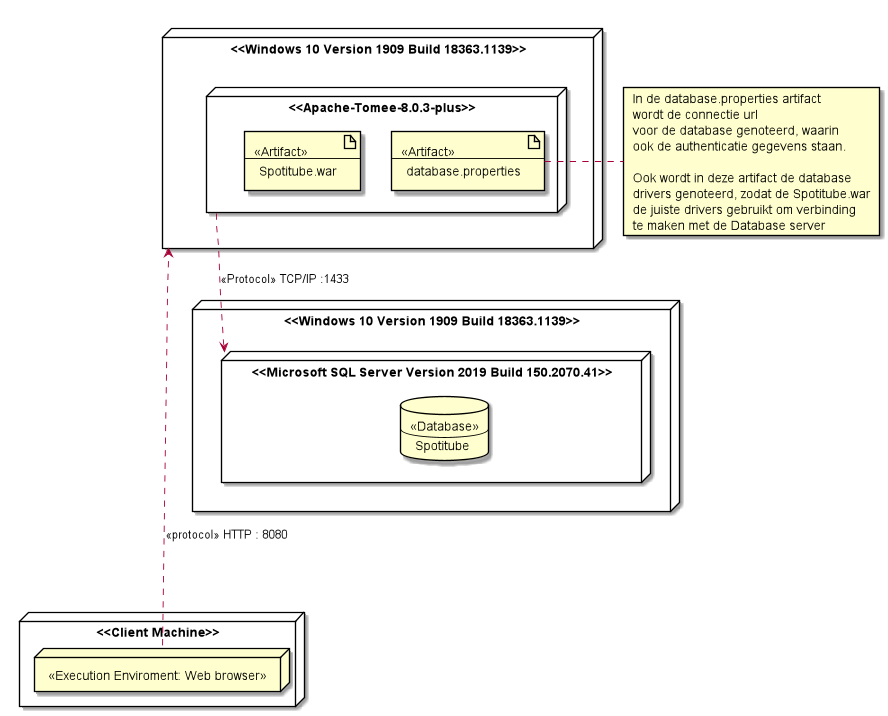 <<Windows 10 Version 1909 Build 18363.1139>>
<<Apache-Tomee-8.0.3-plus>>
«Artifact»
Spotitube.war
«Artifact»
database.properties
In de database.properties artifact
wordt de connectie url
voor de database genoteerd, waarin
ook de authenticatie gegevens staan.
Ook wordt in deze artifact de database
drivers genoteerd, zodat de Spotitube.war
de juiste drivers gebruikt om verbinding
te maken met de Database server
«Protocol» TCP/IP :1433
<<Windows 10 Version 1909 Build 18363.1139>>
<<Microsoft SQL Server Version 2019 Build 150.2070.41>>
«Database»
Spotitube
«protocol» HTTP : 8080
<<Client Machine>>
«Execution Enviroment: Web browser»